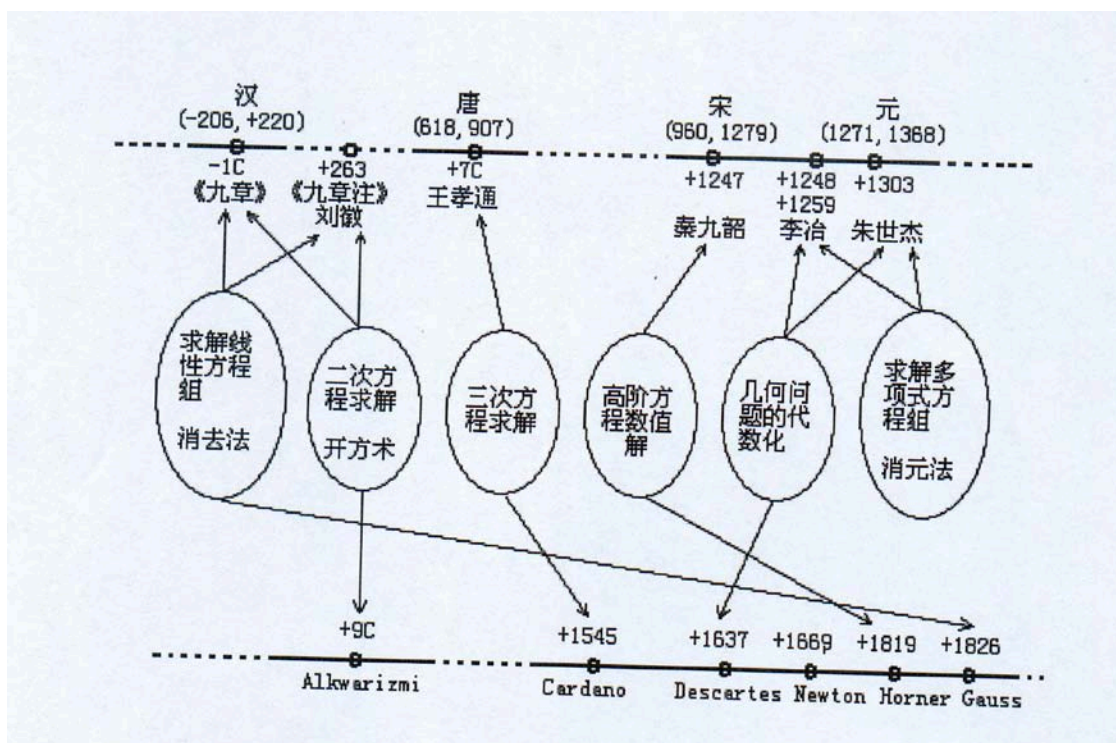 汉
(-206, +220)
唐
(618, 907)
宋
(960, 1279)
元
(1271, 1368)
-1C
《九章》
+263
《九章注》
刘徽
+7C
王孝通
+1247
秦九韶
+1248
+1259
李冶
+1303
朱世杰
求解线
性方程
组
消去法
二次方
程求解
开方术
三次方
程求解
高阶方
程数值
解
几何问
题的代
数化
求解多
项式方
程组
消元法
+9C
+1545
+1637
+1669
+1819
+1826
Alkwarizmi
Cardano
Descartes
Newton
Horner
Gauss